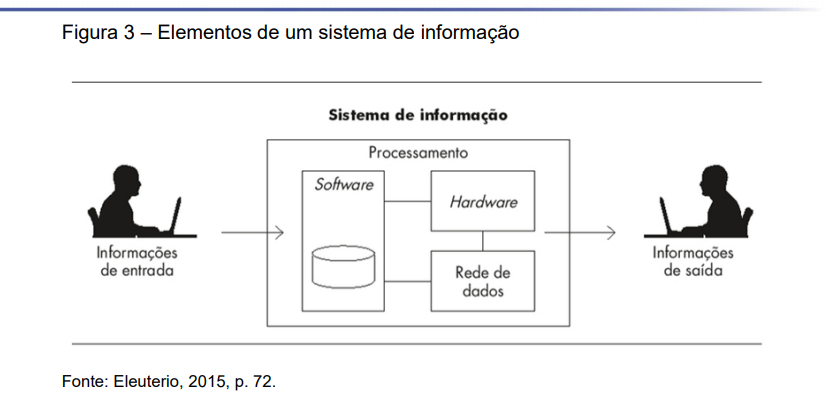 Figura 3 – Elementos de um sistema de informação
Sistema de informação
Processamento
Software
Hardware
Rede de
dados
Informações
de entrada
Informações
de saída
Fonte: Eleuterio, 2015, p. 72.